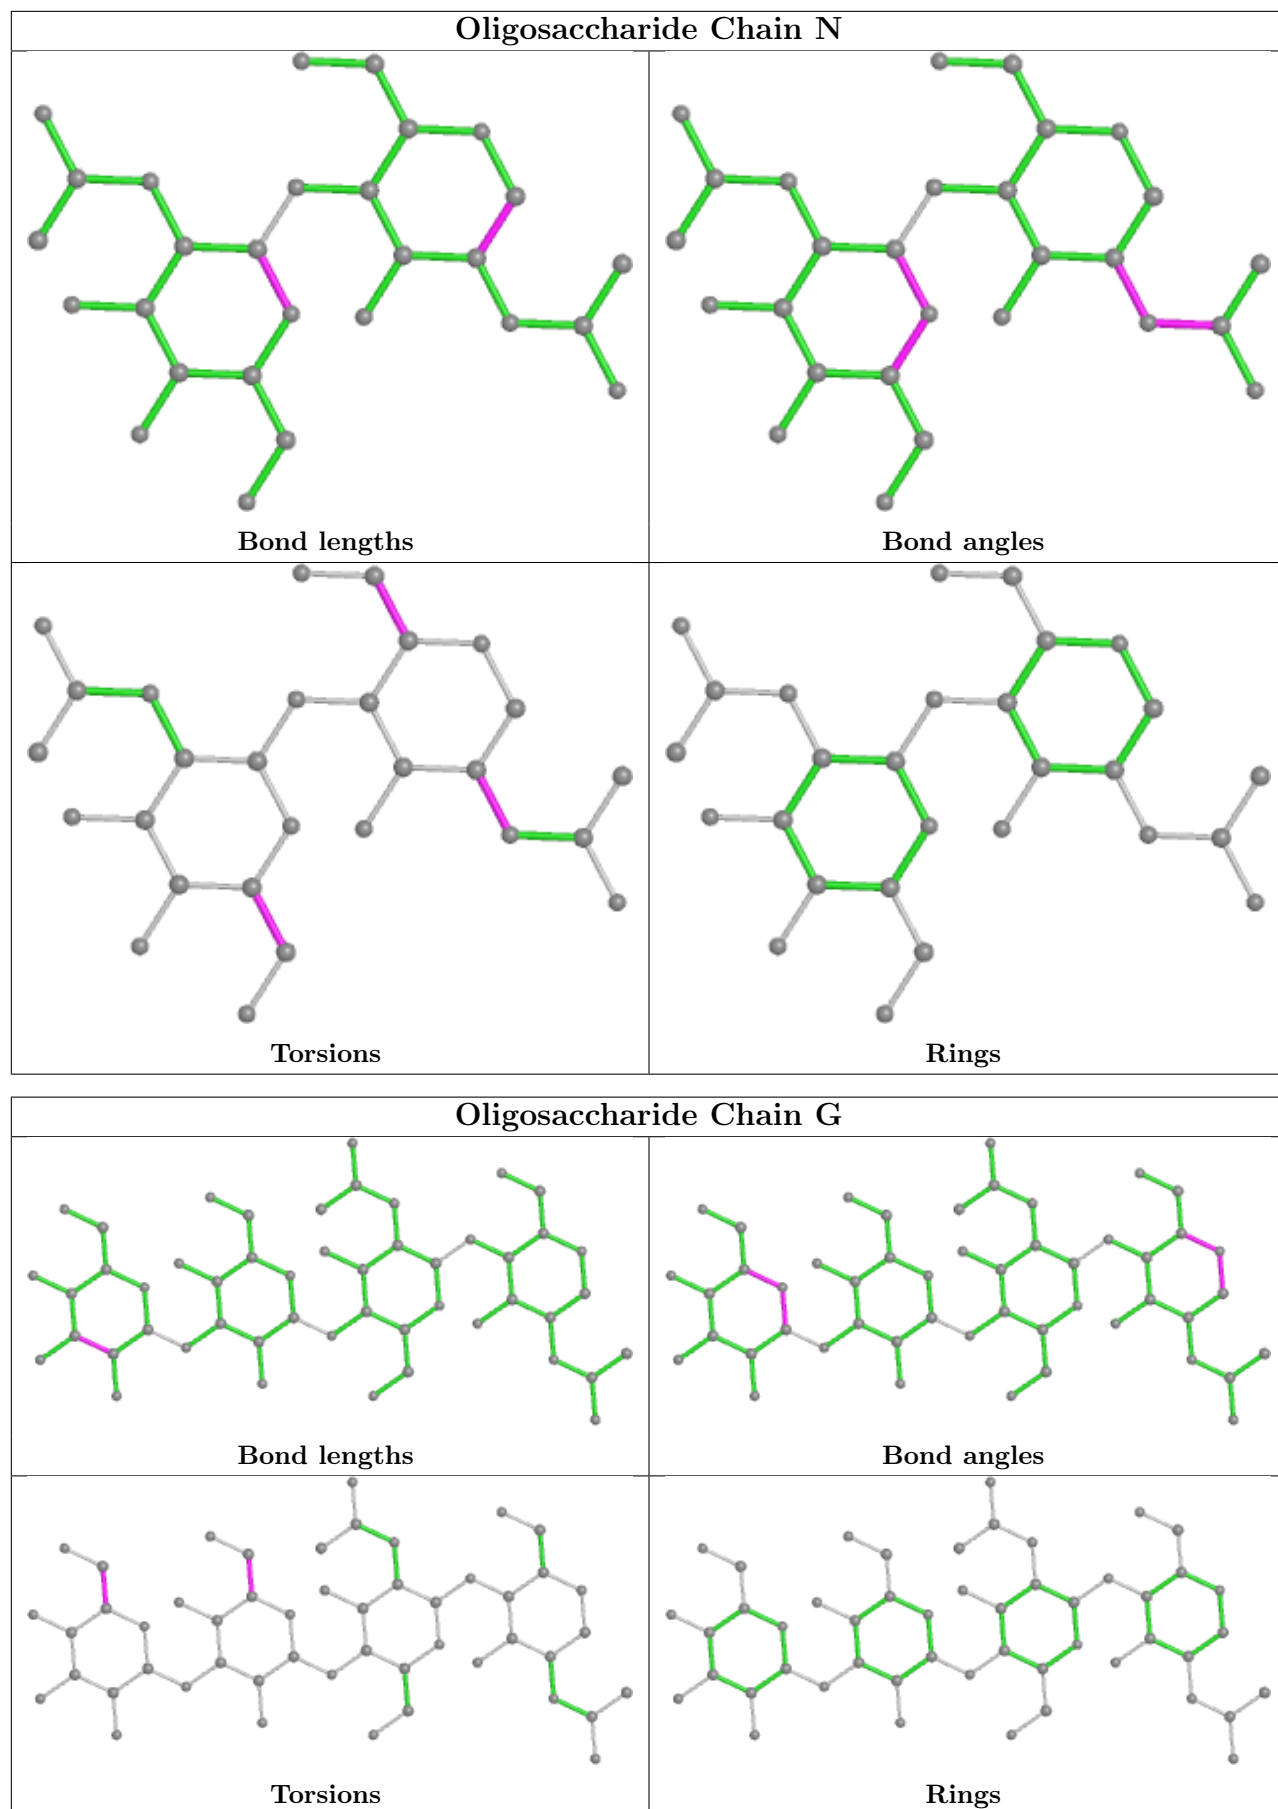 Oligosaccharide Chain N
Bond lengths
Bond angles
Torsions
Rings
Oligosaccharide Chain G
Bond lengths
Bond angles
Torsions
Rings